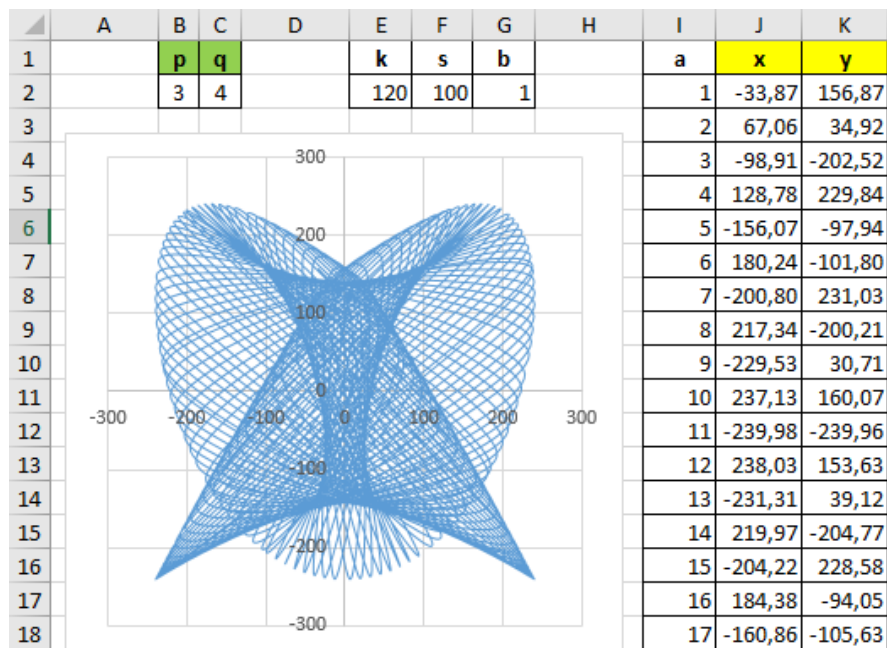 A B C D E F G H I J K
1 p q k s b a x y
2 3 4 120 100 1 1 -33,87 156,87
3 2 67,06 34,92
4 300 3 -98,91 -202,52
5 4 128,78 229,84
6 200 5 -156,07 -97,94
7 6 180,24 -101,80
8 100 7 -200,80 231,03
9 8 217,34 -200,21
10 0 9 -229,53 30,71
11 -300 -200 -100 0 100 200 300 10 237,13 160,07
12 11 -239,98 -239,96
13 -100 12 238,03 153,63
14 13 -231,31 39,12
15 -200 14 219,97 -204,77
16 15 -204,22 228,58
17 16 184,38 -94,05
18 -300 17 -160,86 -105,63